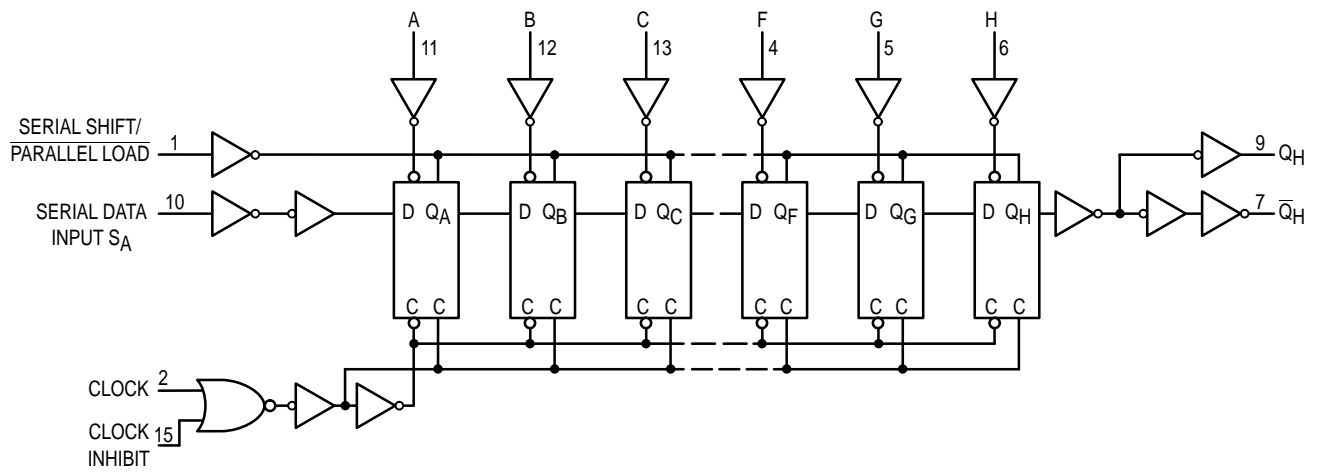 A B C F G H
11 12 13 4 5 6
SERIAL SHIFT/
PARALLEL LOAD 1
9 QH
SERIAL DATA
INPUT SA
10
D QA D QB D QC D QF D QG D QH
7 QH
C C C C C C C C C C C C
CLOCK 2
CLOCK
INHIBIT
15